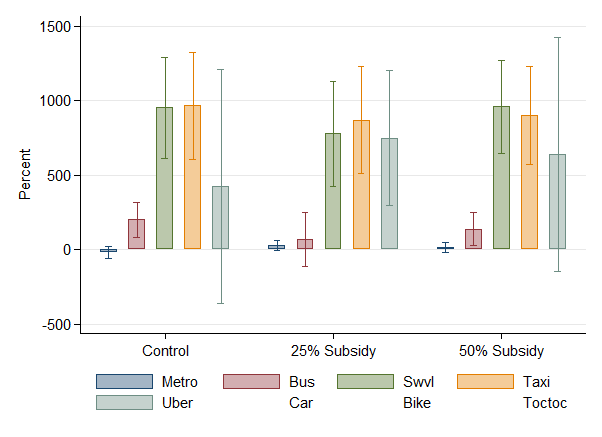 1500
1000
500
0
-500
Percent
Control 25% Subsidy 50% Subsidy
Metro Bus Swvl Taxi
Uber Car Bike Toctoc